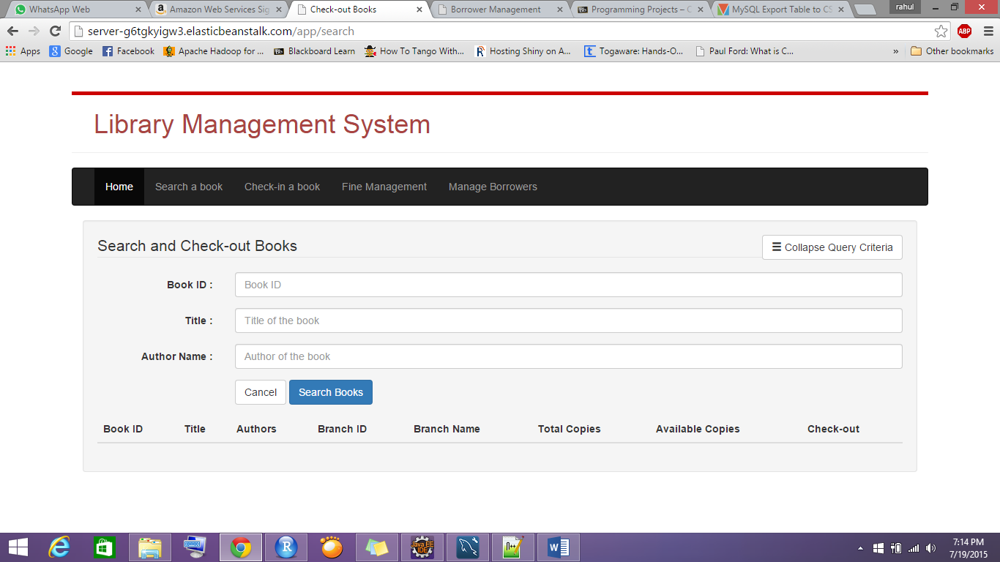 WhatsApp Web
Amazon Web Services Sig
Check-out Books
Borrower Management
Programming Projects – C
MySQL Export Table to CS
rahul
server-g6tgkyigw3.elasticbeanstalk.com/app/search
ABP
Apps
Google
Facebook
Apache Hadoop for ...
Blackboard Learn
How To Tango With...
Hosting Shiny on A...
Togaware: Hands-O...
Paul Ford: What is C...
»
Other bookmarks
Library Management System
Home Search a book Check-in a book Fine Management Manage Borrowers
Search and Check-out Books
Collapse Query Criteria
Book ID : Book ID
Title : Title of the book
Author Name : Author of the book
Cancel Search Books
Book ID Title Authors Branch ID Branch Name Total Copies Available Copies Check-out
7:14 PM
7/19/2015